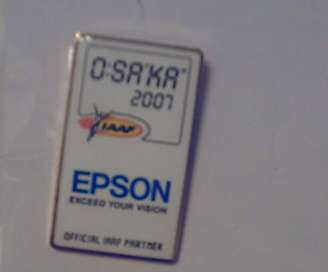 O:SA'KA"
2007
IAAF
EPSON
EXCEED YOUR VISION
OFFICIAL IAAF PARTNER